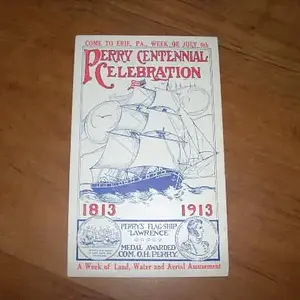 COME TO ERIE, PA., WEEK OF JULY 6th
PERRY CENTENNIAL
CELEBRATION
1813 1913
PERRY'S FLAG-SHIP
"LAWRENCE"
MEDAL AWARDED
COM. O.H. PERRY.
A Week of Land, Water and Aerial Amusement